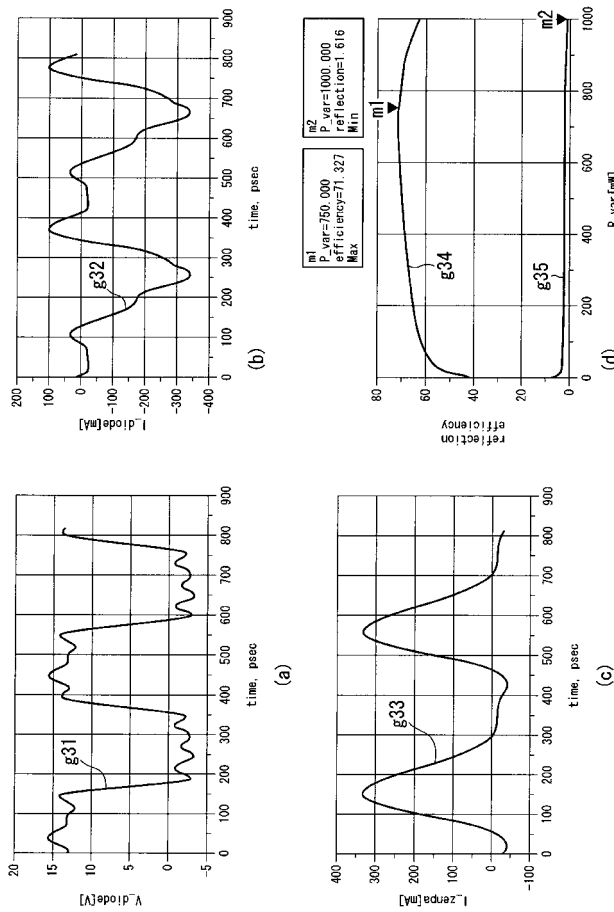 20
15
10
5
0
-5
V_diode[V]
g31
0 100 200 300 400 500 600 700 800 900
time, psec
(a)
200
100
0
-100
-200
-300
-400
I_diode[mA]
g32
0 100 200 300 400 500 600 700 800 900
time, psec
(b)
400
300
200
100
0
-100
I_zenpa[mA]
g33
0 100 200 300 400 500 600 700 800 900
time, psec
(c)
m1
P_var=750.000
efficiency=71.327
Max
m2
P_var=1000.000
reflection=1.616
Min
80
60
40
20
0
reflection
efficiency
m1
m2
g34
g35
0 200 400 600 800 1000
P_var[mW]
(d)